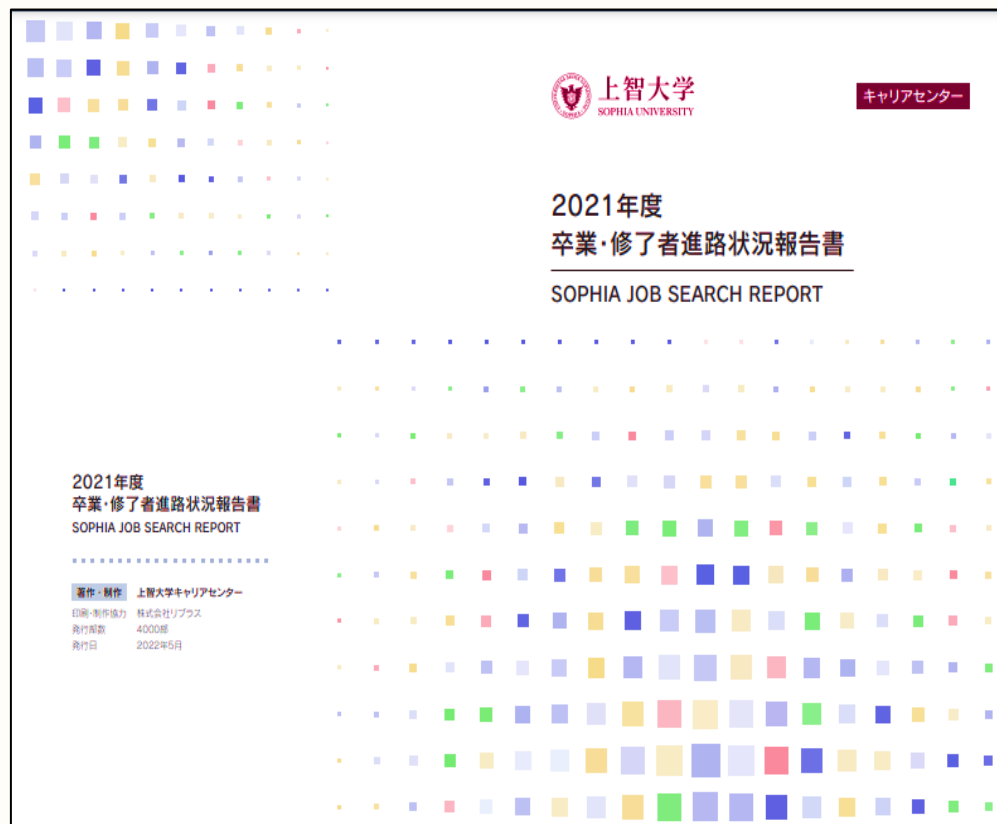 上智大学
SOPHIA UNIVERSITY
キャリアセンター
2021年度
卒業・修了者進路状況報告書
SOPHIA JOB SEARCH REPORT
2021年度
卒業・修了者進路状況報告書
SOPHIA JOB SEARCH REPORT
著作・制作 上智大学キャリアセンター
印刷・制作協力 株式会社リプラス
発行部数 4000部
発行日 2022年5月